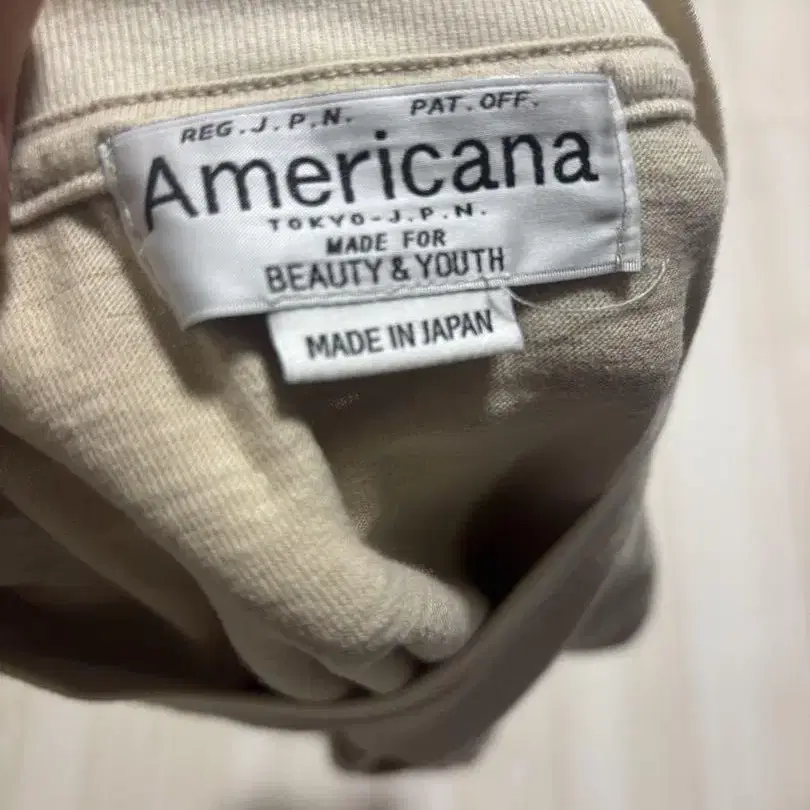 REG.J.P.N. PAT.OFF.
Americana
TOKYO-J.P.N.
MADE FOR
BEAUTY & YOUTH
MADE IN JAPAN